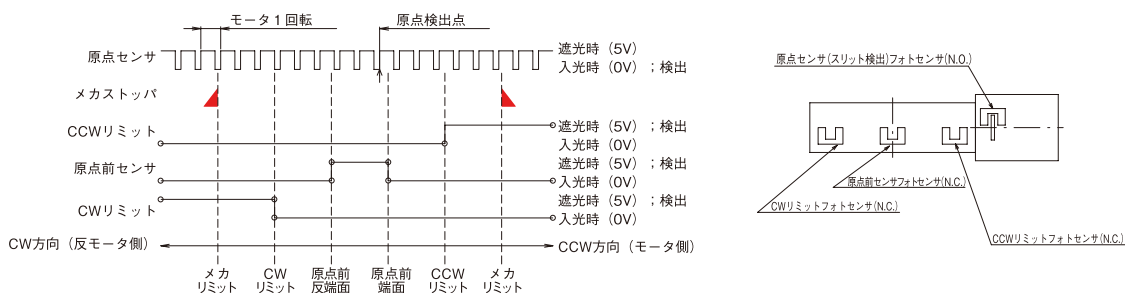 モータ1回転
原点検出点
原点センサ
遮光時（5V）
入光時（0V）；検出
メカストッパ
CCWリミット
遮光時（5V）；検出
入光時（0V）
原点前センサ
遮光時（5V）；検出
入光時（0V）
CWリミット
遮光時（5V）；検出
入光時（0V）
CW方向（反モータ側）
CCW方向（モータ側）
メカ
リミット
CW
リミット
原点前
反端面
原点前
端面
CCW
リミット
メカ
リミット
原点センサ(スリット検出)フォトセンサ(N.O.)
原点前センサフォトセンサ(N.C.)
CWリミットフォトセンサ(N.C.)
CCWリミットフォトセンサ(N.C.)